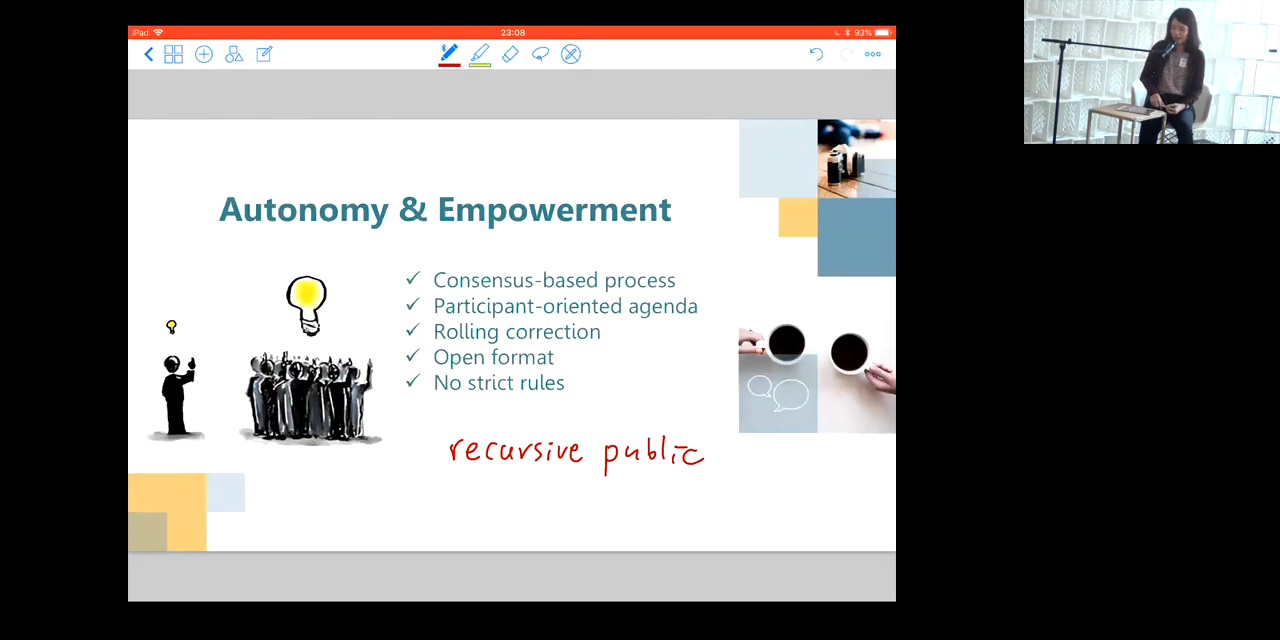 iPad 23:08 93%
Autonomy & Empowerment
✓ Consensus-based process
✓ Participant-oriented agenda
✓ Rolling correction
✓ Open format
✓ No strict rules
recursive public